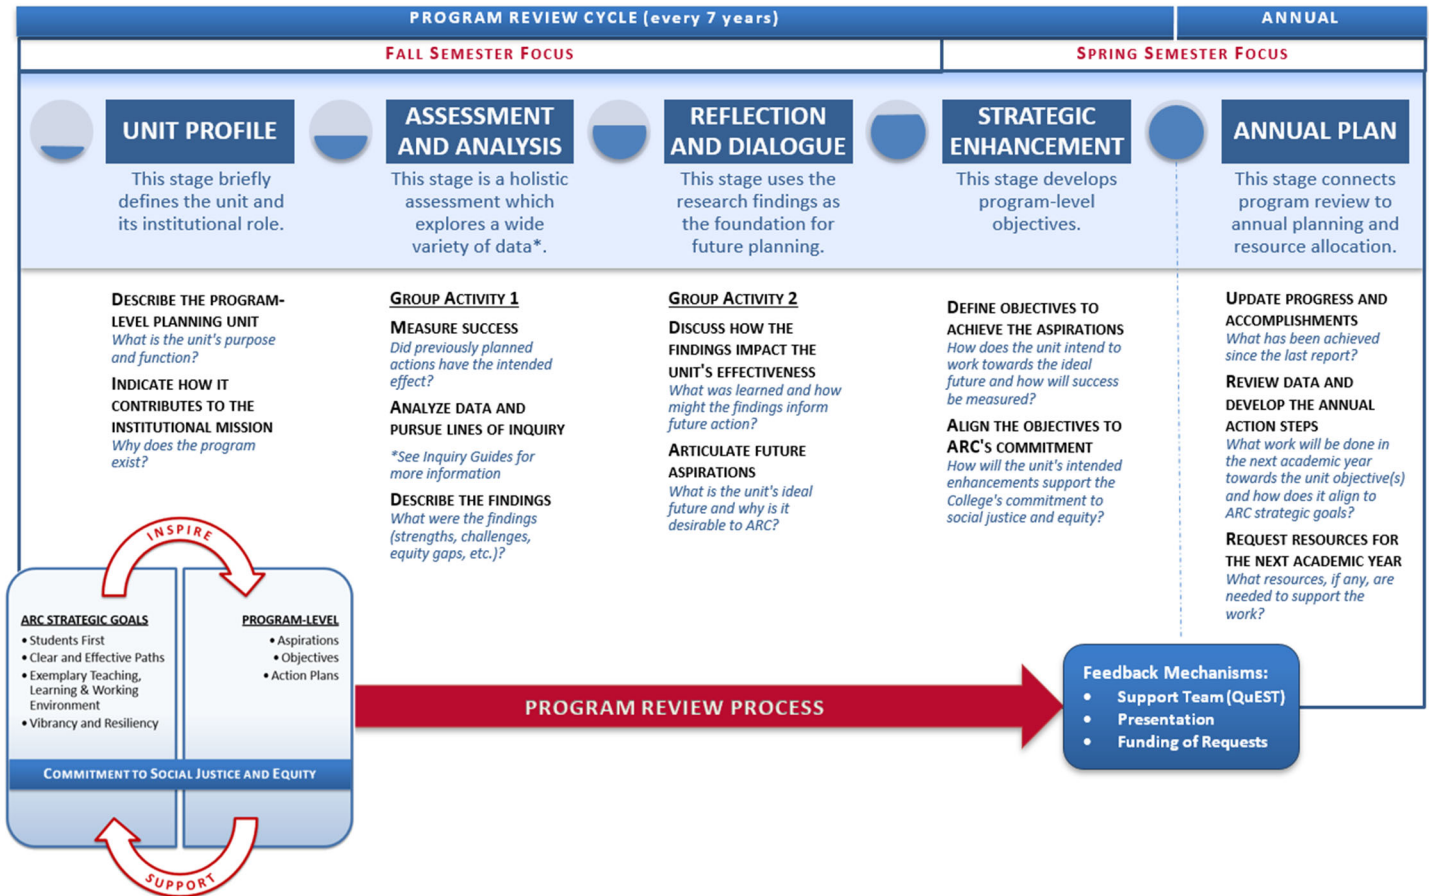 PROGRAM REVIEW CYCLE (every 7 years)
ANNUAL
FALL SEMESTER FOCUS
SPRING SEMESTER FOCUS
UNIT PROFILE
This stage briefly
defines the unit and
its institutional role.
DESCRIBE THE PROGRAM-
LEVEL PLANNING UNIT
What is the unit's purpose
and function?
INDICATE HOW IT
CONTRIBUTES TO THE
INSTITUTIONAL MISSION
Why does the program
exist?
ASSESSMENT
AND ANALYSIS
This stage is a holistic
assessment which
explores a wide
variety of data*.
GROUP ACTIVITY 1
MEASURE SUCCESS
Did previously planned
actions have the intended
effect?
ANALYZE DATA AND
PURSUE LINES OF INQUIRY
*See Inquiry Guides for
more information
DESCRIBE THE FINDINGS
What were the findings
(strengths, challenges,
equity gaps, etc.)?
REFLECTION
AND DIALOGUE
This stage uses the
research findings as
the foundation for
future planning.
GROUP ACTIVITY 2
DISCUSS HOW THE
FINDINGS IMPACT THE
UNIT'S EFFECTIVENESS
What was learned and how
might the findings inform
future action?
ARTICULATE FUTURE
ASPIRATIONS
What is the unit's ideal
future and why is it
desirable to ARC?
STRATEGIC
ENHANCEMENT
This stage develops
program-level
objectives.
DEFINE OBJECTIVES TO
ACHIEVE THE ASPIRATIONS
How does the unit intend to
work towards the ideal
future and how will success
be measured?
ALIGN THE OBJECTIVES TO
ARC'S COMMITMENT
How will the unit's intended
enhancements support the
College's commitment to
social justice and equity?
ANNUAL PLAN
This stage connects
program review to
annual planning and
resource allocation.
UPDATE PROGRESS AND
ACCOMPLISHMENTS
What has been achieved
since the last report?
REVIEW DATA AND
DEVELOP THE ANNUAL
ACTION STEPS
What work will be done in
the next academic year
towards the unit objective(s)
and how does it align to
ARC strategic goals?
REQUEST RESOURCES FOR
THE NEXT ACADEMIC YEAR
What resources, if any, are
needed to support the
work?
INSPIRE
ARC STRATEGIC GOALS
• Students First
• Clear and Effective Paths
• Exemplary Teaching,
Learning & Working
Environment
• Vibrancy and Resiliency
PROGRAM-LEVEL
• Aspirations
• Objectives
• Action Plans
COMMITMENT TO SOCIAL JUSTICE AND EQUITY
SUPPORT
PROGRAM REVIEW PROCESS
Feedback Mechanisms:
• Support Team (QuEST)
• Presentation
• Funding of Requests